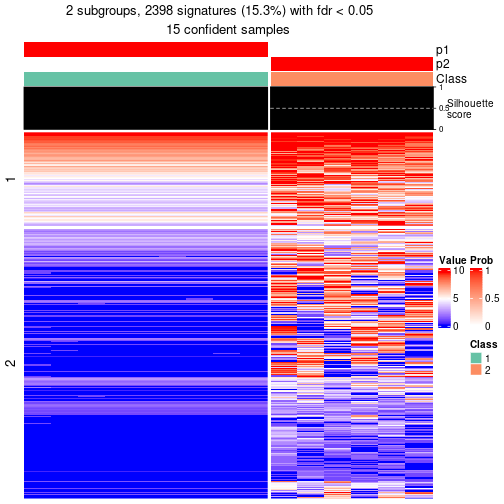 2 subgroups, 2398 signatures (15.3%) with fdr < 0.05
15 confident samples
p1
p2
Class
1
0.5
0
Silhouette
score
1
2
Value Prob
10 1
5 0.5
0 0
Class
1
2